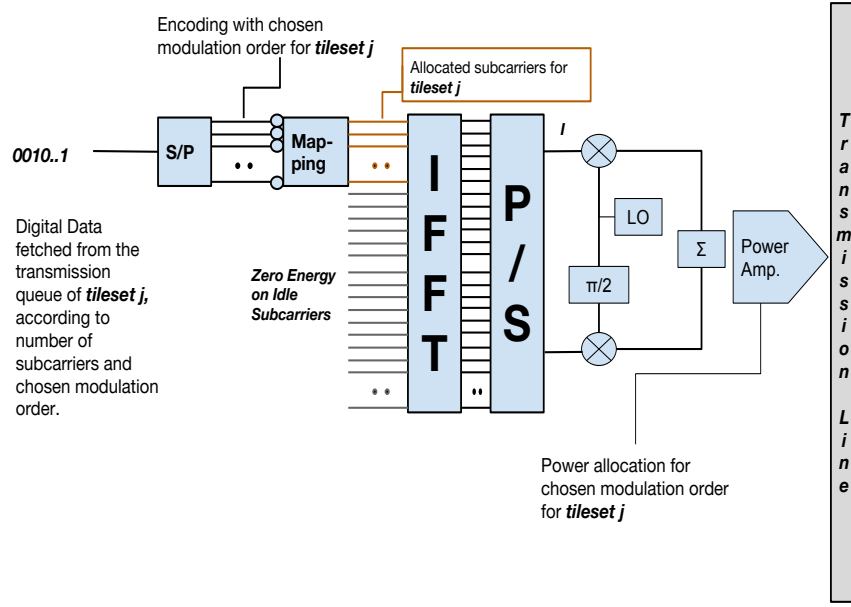 Encoding with chosen
modulation order for tileset j
Allocated subcarriers for
tileset j
0010..1
S/P
Map-
ping
I
F
F
T
P
/
S
I
LO
π/2
Σ
Power
Amp.
Digital Data
fetched from the
transmission
queue of tileset j,
according to
number of
subcarriers and
chosen modulation
order.
Zero Energy
on Idle
Subcarriers
Power allocation for
chosen modulation order
for tileset j
Transmission Line